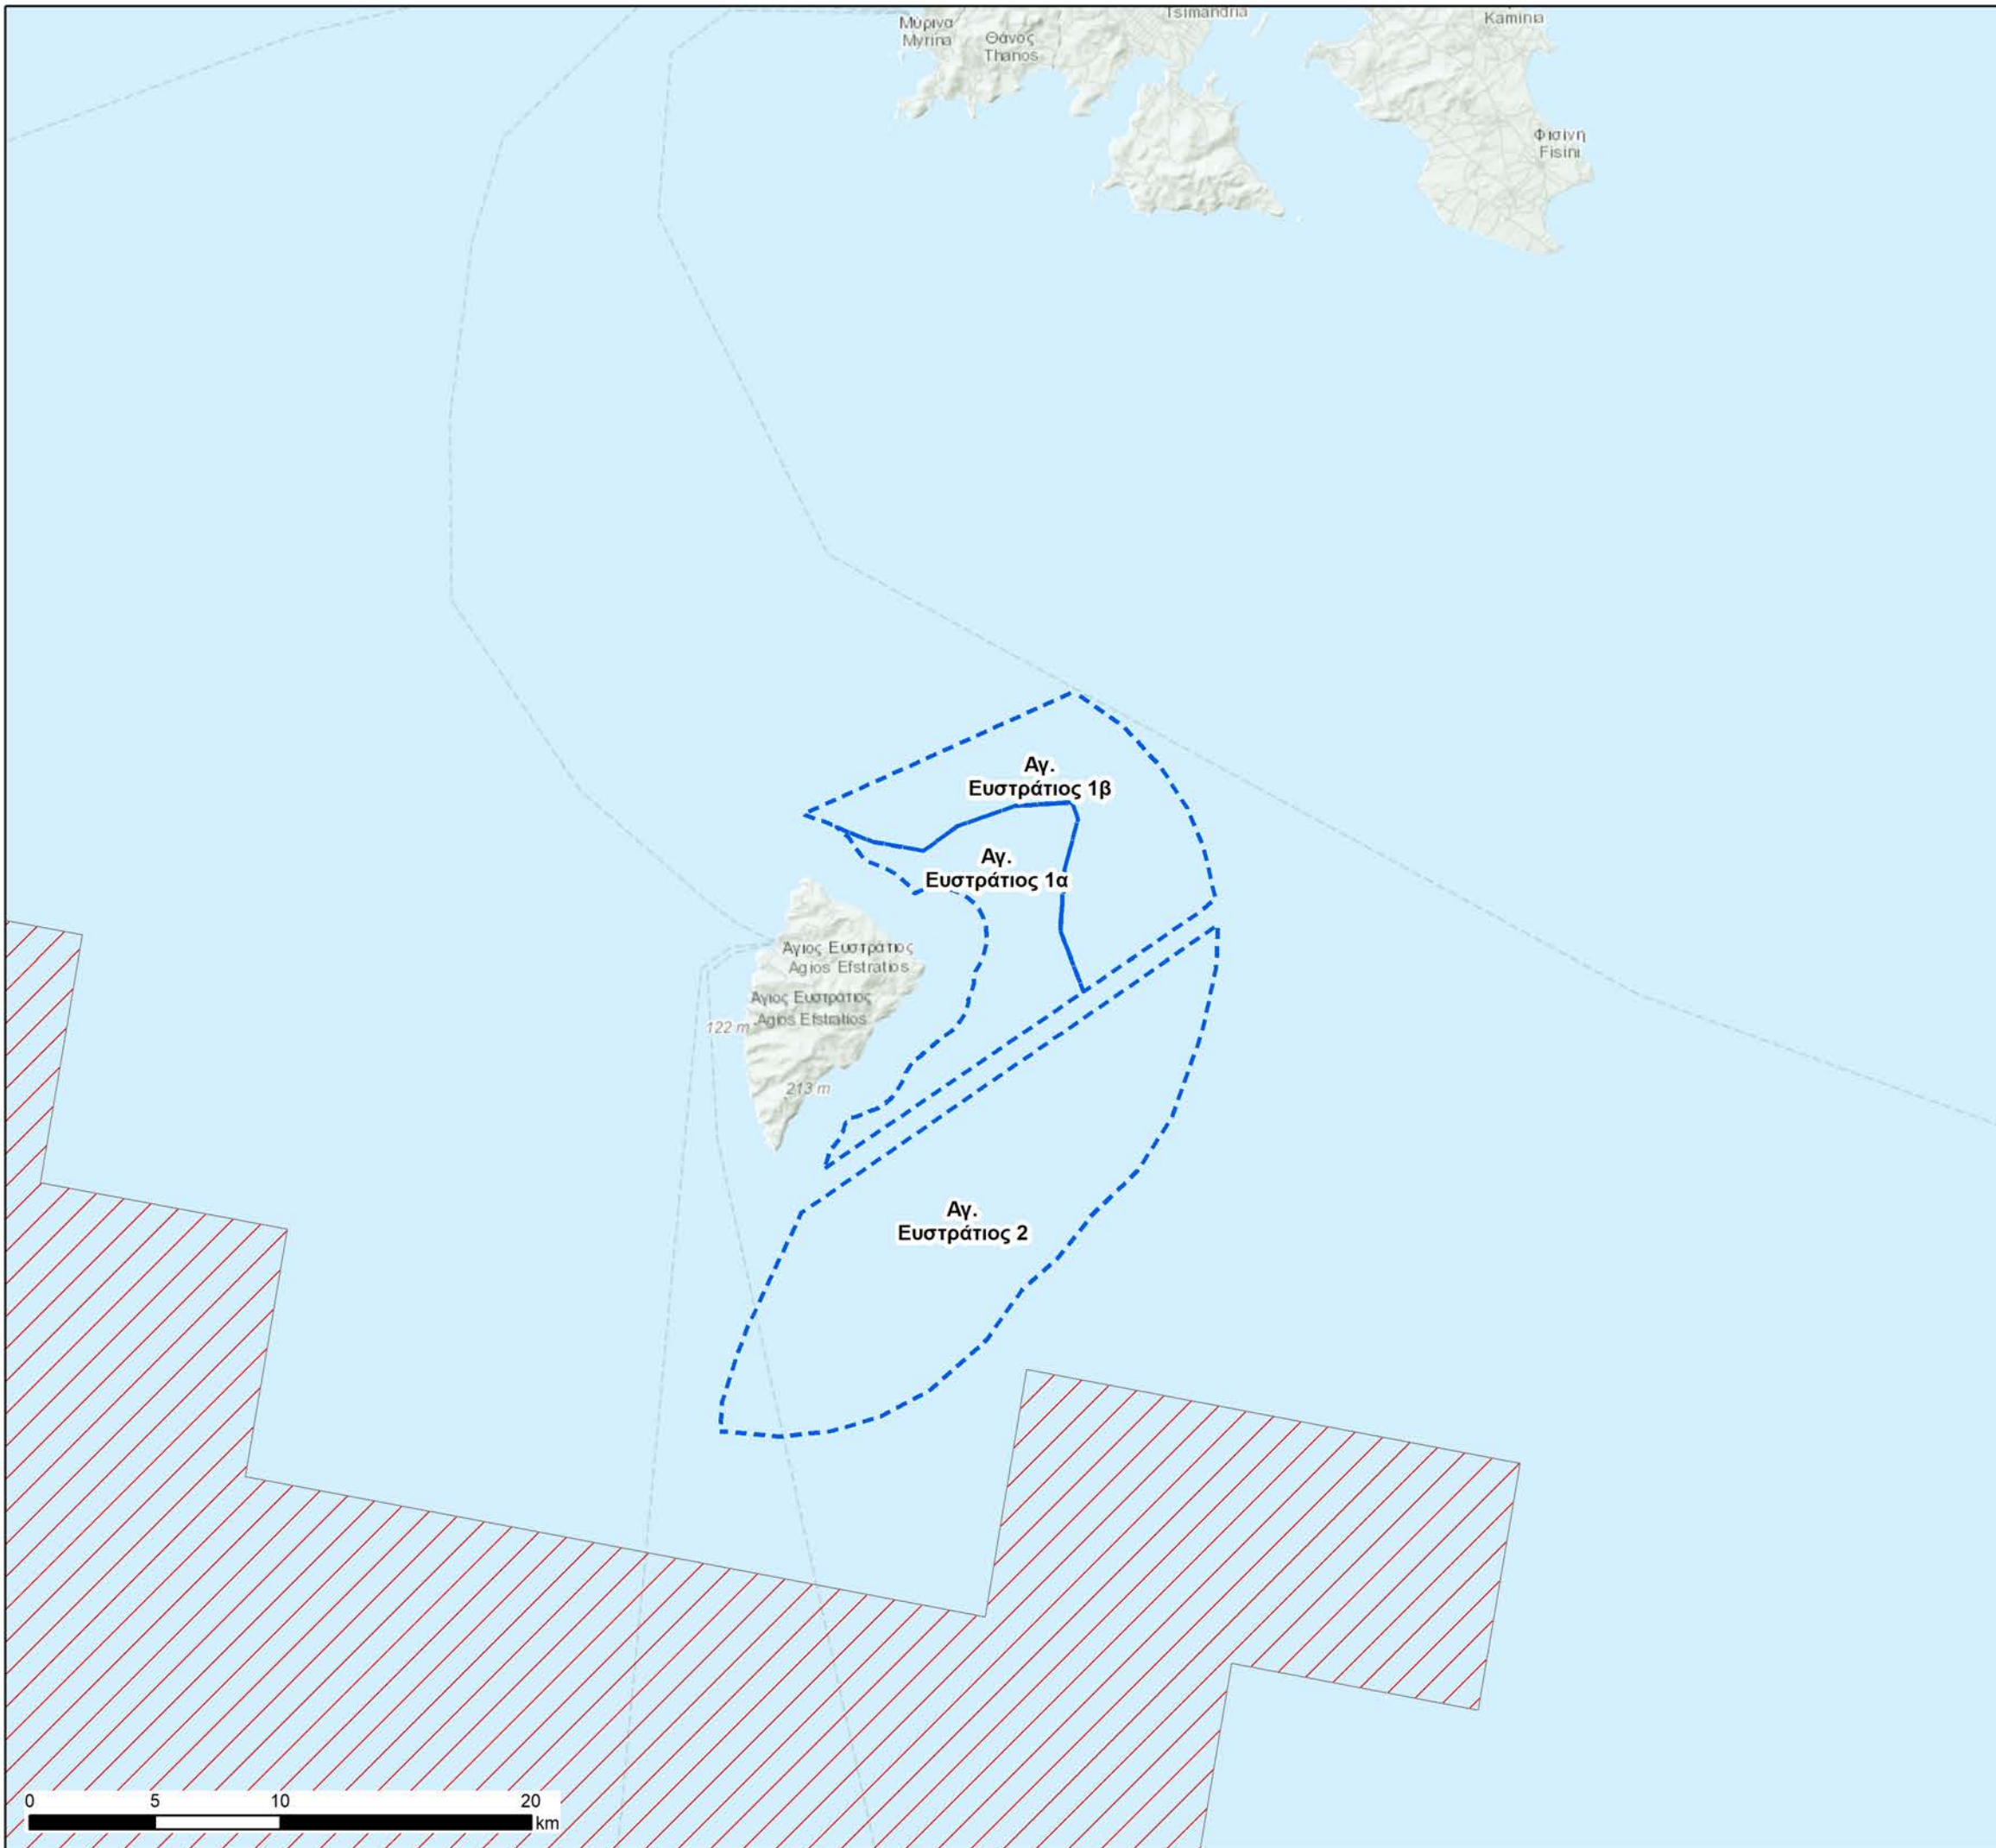 Μύρινα
Myrina
Θάνος
Thanos
Tsimandria
Kaminia
Φισίνη
Fisini
Αγ.
Ευστράτιος 1β
Αγ.
Ευστράτιος 1α
Άγιος Ευστράτιος
Agios Efstratios
Άγιος Ευστράτιος
Agios Efstratios
122 m
213 m
Αγ.
Ευστράτιος 2
0 5 10 20
km